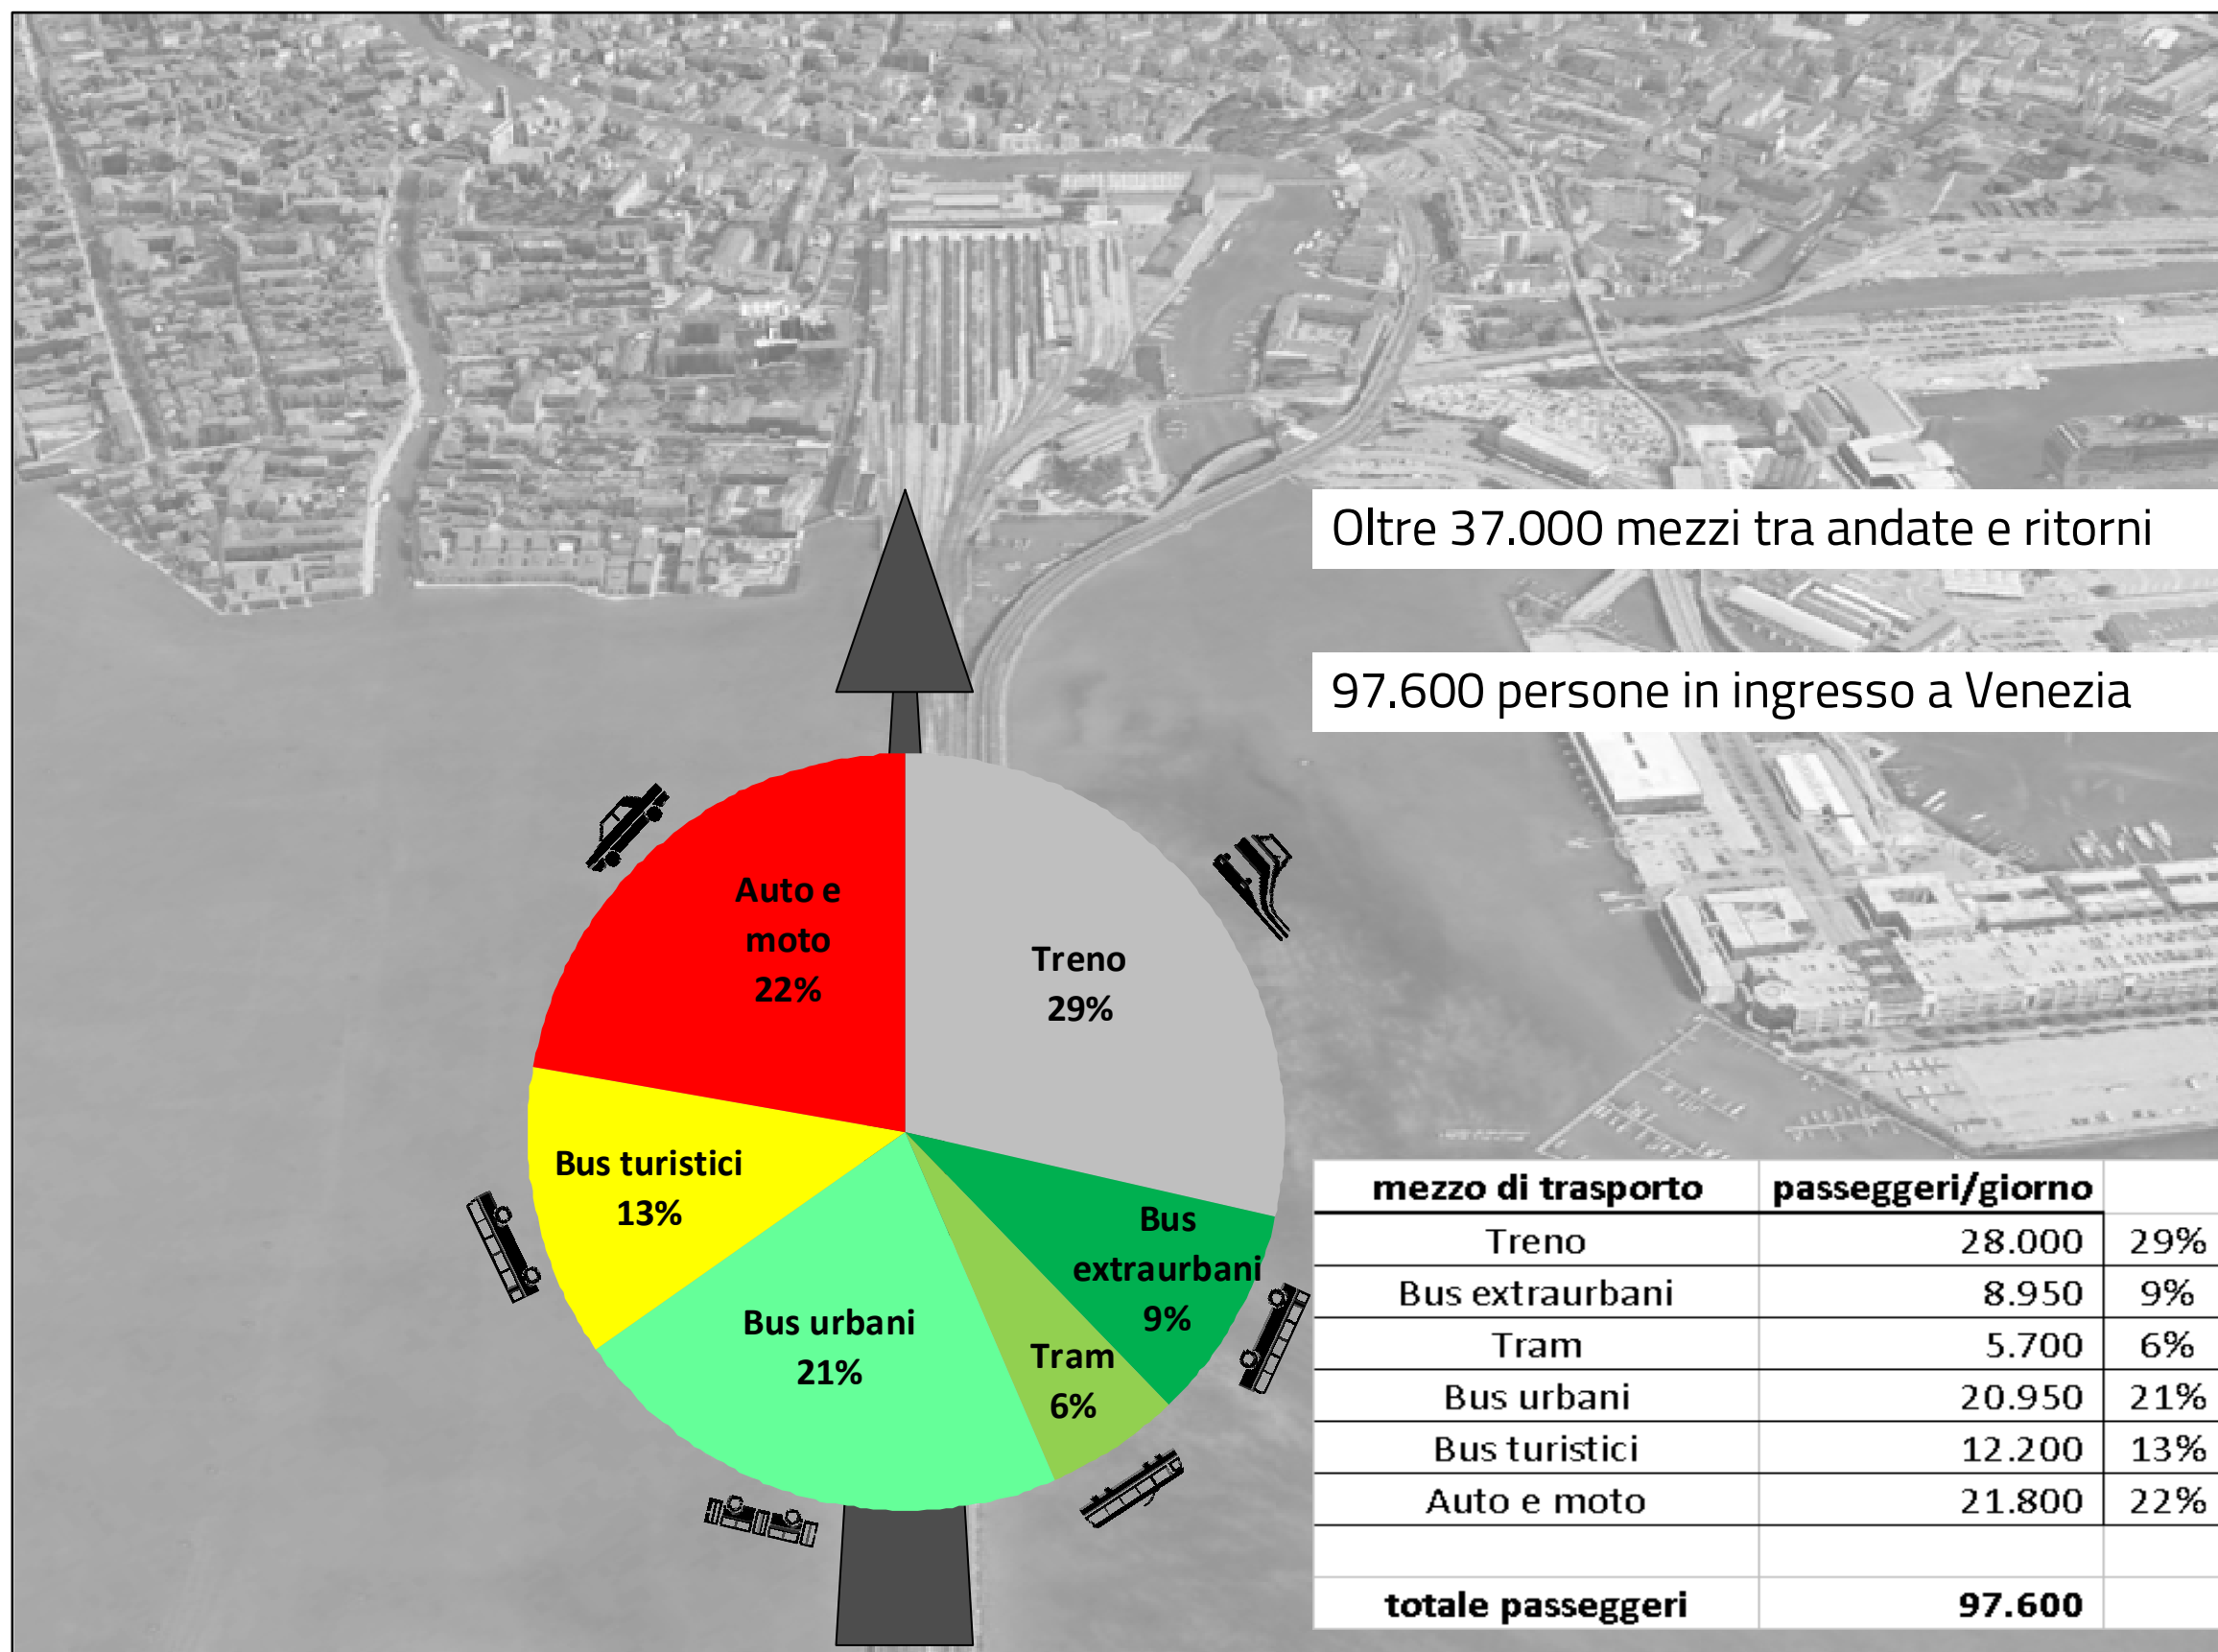 Oltre 37.000 mezzi tra andate e ritorni
97.600 persone in ingresso a Venezia
Auto e
moto
22%
Treno
29%
Bus turistici
13%
Bus
extraurbani
9%
Bus urbani
21%
Tram
6%
mezzo di trasporto passeggeri/giorno
Treno 28.000 29%
Bus extraurbani 8.950 9%
Tram 5.700 6%
Bus urbani 20.950 21%
Bus turistici 12.200 13%
Auto e moto 21.800 22%
totale passeggeri 97.600